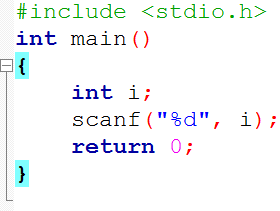 #include <stdio.h>
int main()
{
    int i;
    scanf("%d", i);
    return 0;
}